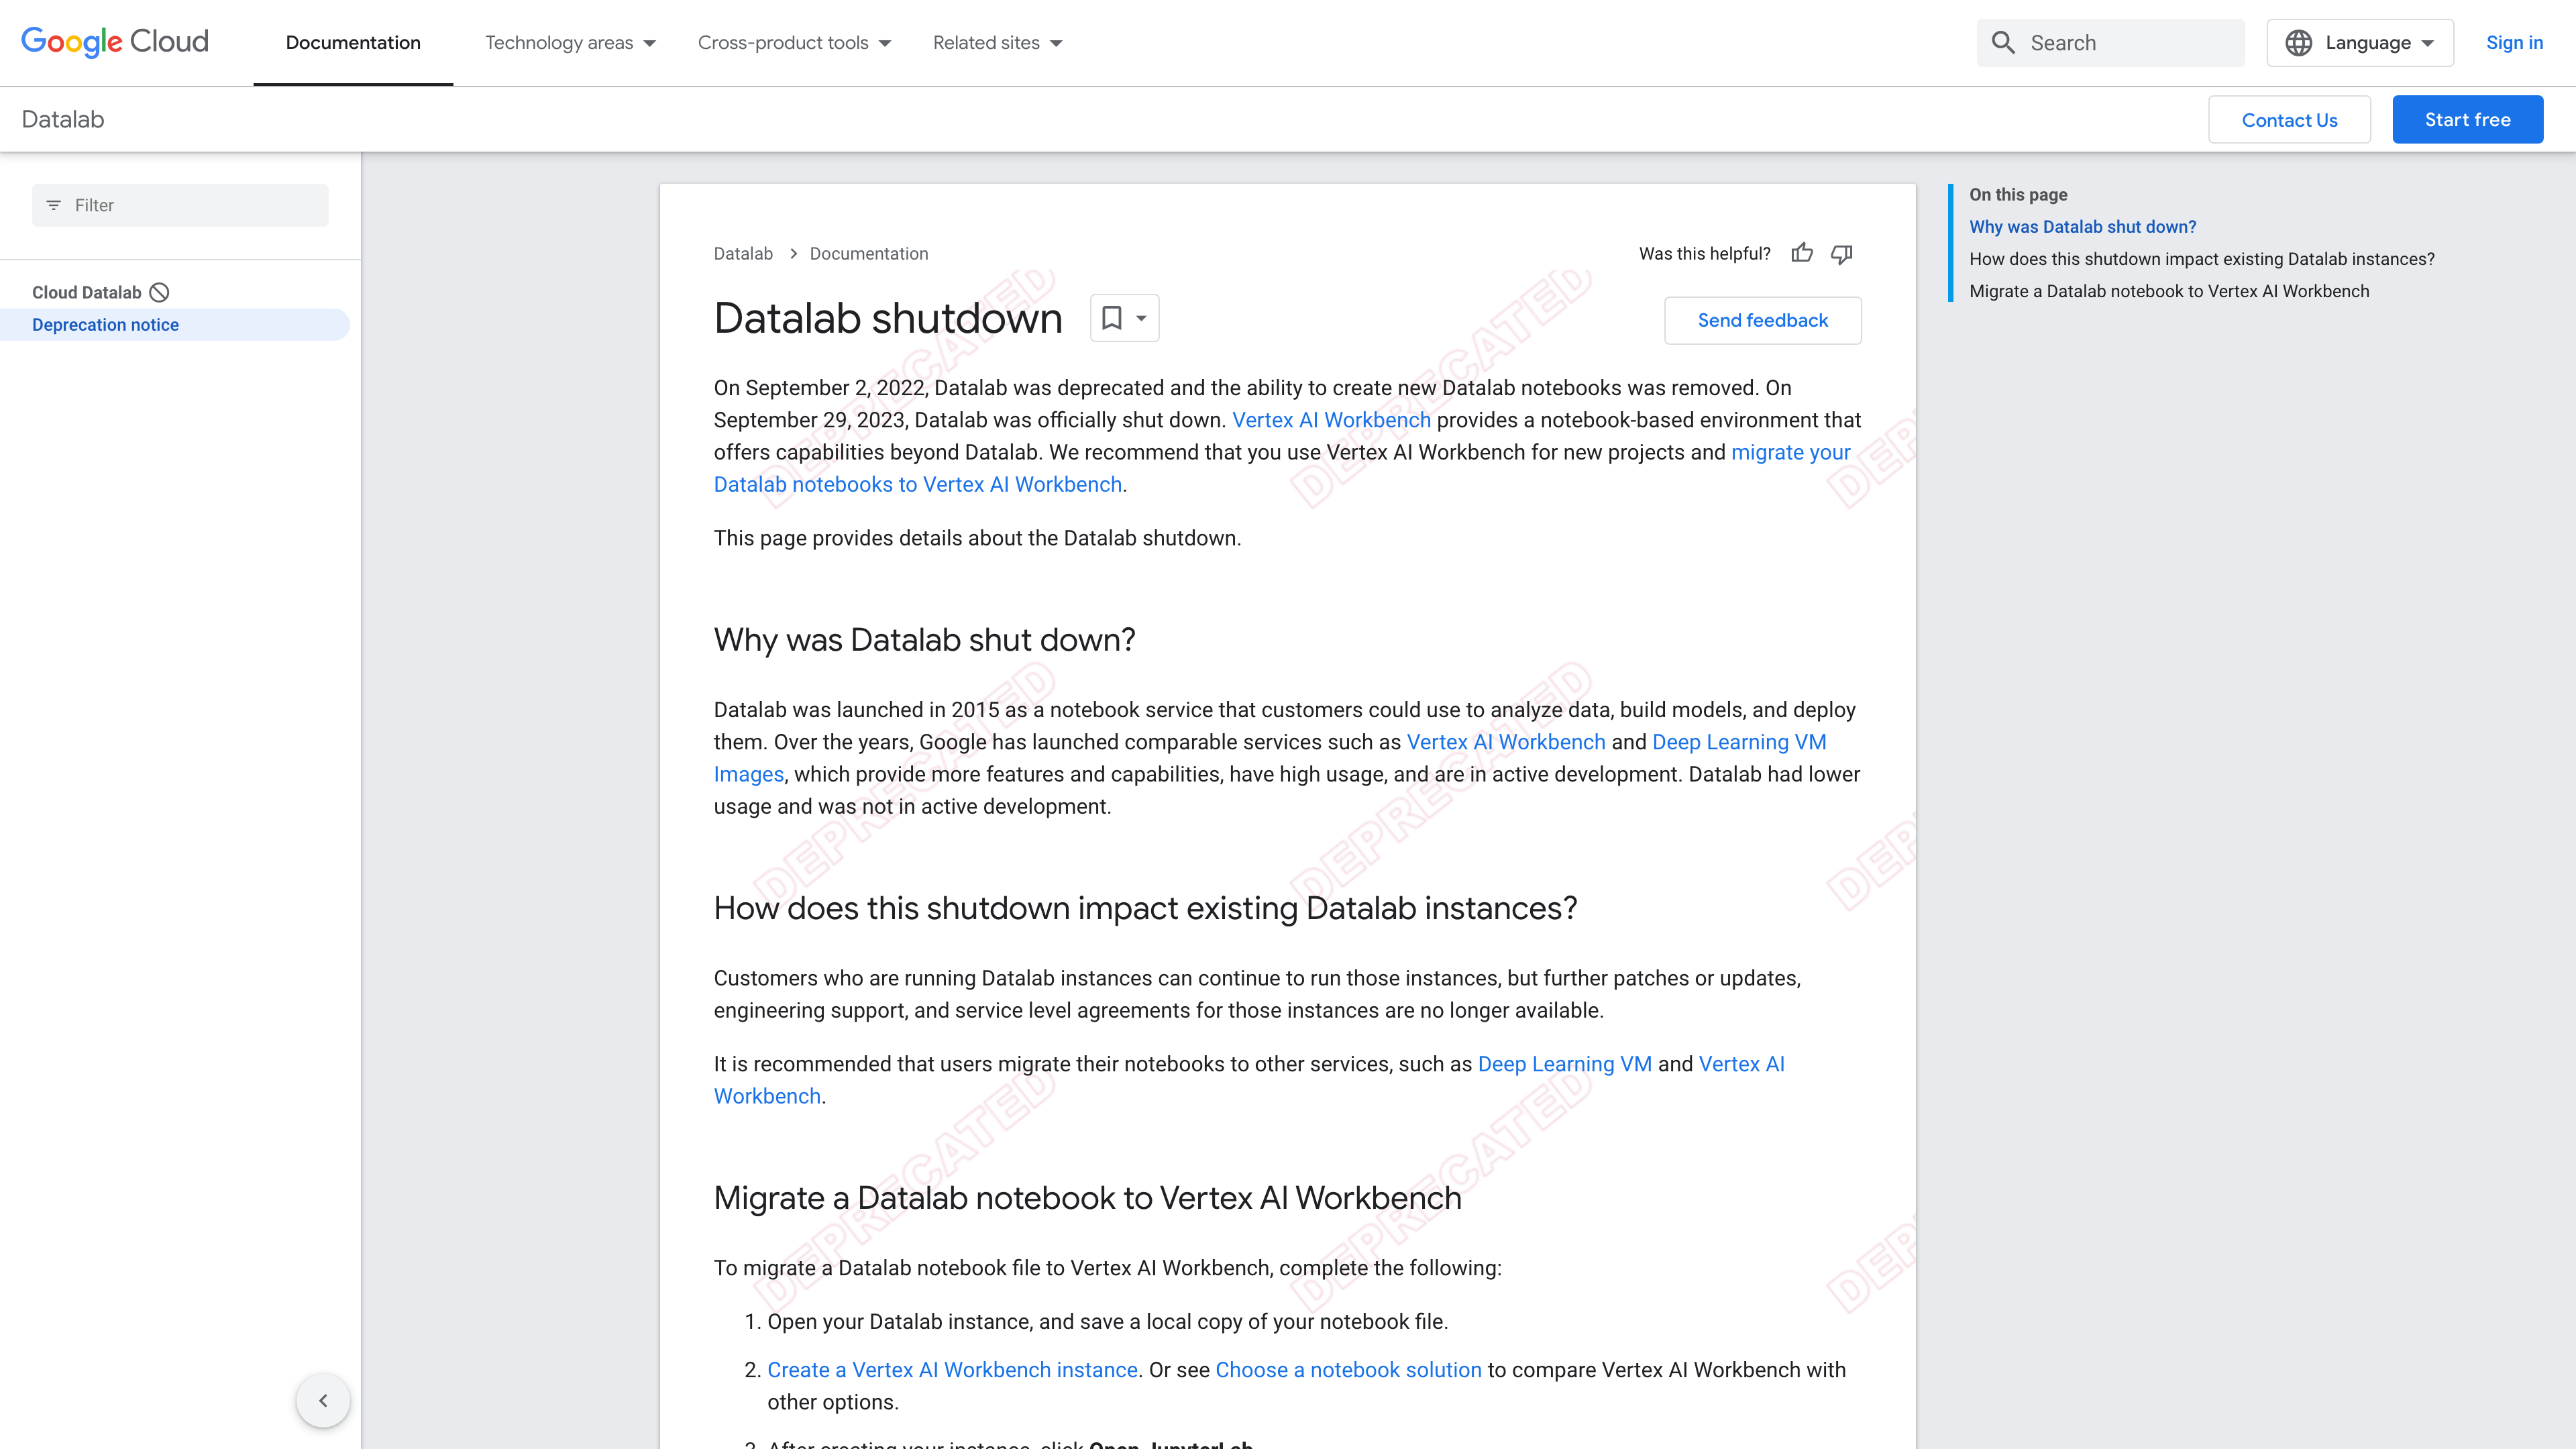 Google Cloud
Documentation
Technology areas
Cross-product tools
Related sites
Search
Language
Sign in
Datalab
Contact Us
Start free
Filter
Cloud Datalab
Deprecation notice
Datalab
Documentation
Was this helpful?
Datalab shutdown
Send feedback
On September 2, 2022, Datalab was deprecated and the ability to create new Datalab notebooks was removed. On
September 29, 2023, Datalab was officially shut down. Vertex AI Workbench provides a notebook-based environment that
offers capabilities beyond Datalab. We recommend that you use Vertex AI Workbench for new projects and migrate your
Datalab notebooks to Vertex AI Workbench.
This page provides details about the Datalab shutdown.
Why was Datalab shut down?
Datalab was launched in 2015 as a notebook service that customers could use to analyze data, build models, and deploy
them. Over the years, Google has launched comparable services such as Vertex AI Workbench and Deep Learning VM
Images, which provide more features and capabilities, have high usage, and are in active development. Datalab had lower
usage and was not in active development.
How does this shutdown impact existing Datalab instances?
Customers who are running Datalab instances can continue to run those instances, but further patches or updates,
engineering support, and service level agreements for those instances are no longer available.
It is recommended that users migrate their notebooks to other services, such as Deep Learning VM and Vertex AI
Workbench.
Migrate a Datalab notebook to Vertex AI Workbench
To migrate a Datalab notebook file to Vertex AI Workbench, complete the following:
1. Open your Datalab instance, and save a local copy of your notebook file.
2. Create a Vertex AI Workbench instance. Or see Choose a notebook solution to compare Vertex AI Workbench with
other options.
3. After creating your instance, click Open JupyterLab.
On this page
Why was Datalab shut down?
How does this shutdown impact existing Datalab instances?
Migrate a Datalab notebook to Vertex AI Workbench
DEPRECATED
DEPRECATED
DEP
DEPRECATED
DEPRECATED
DEP
DEPRECATED
DEPRECATED
DEP